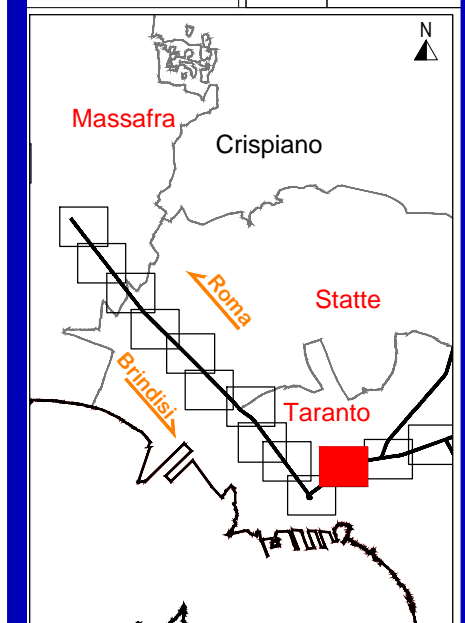 N
Massafra
Crispiano
Roma
Statte
Brindisi
Taranto